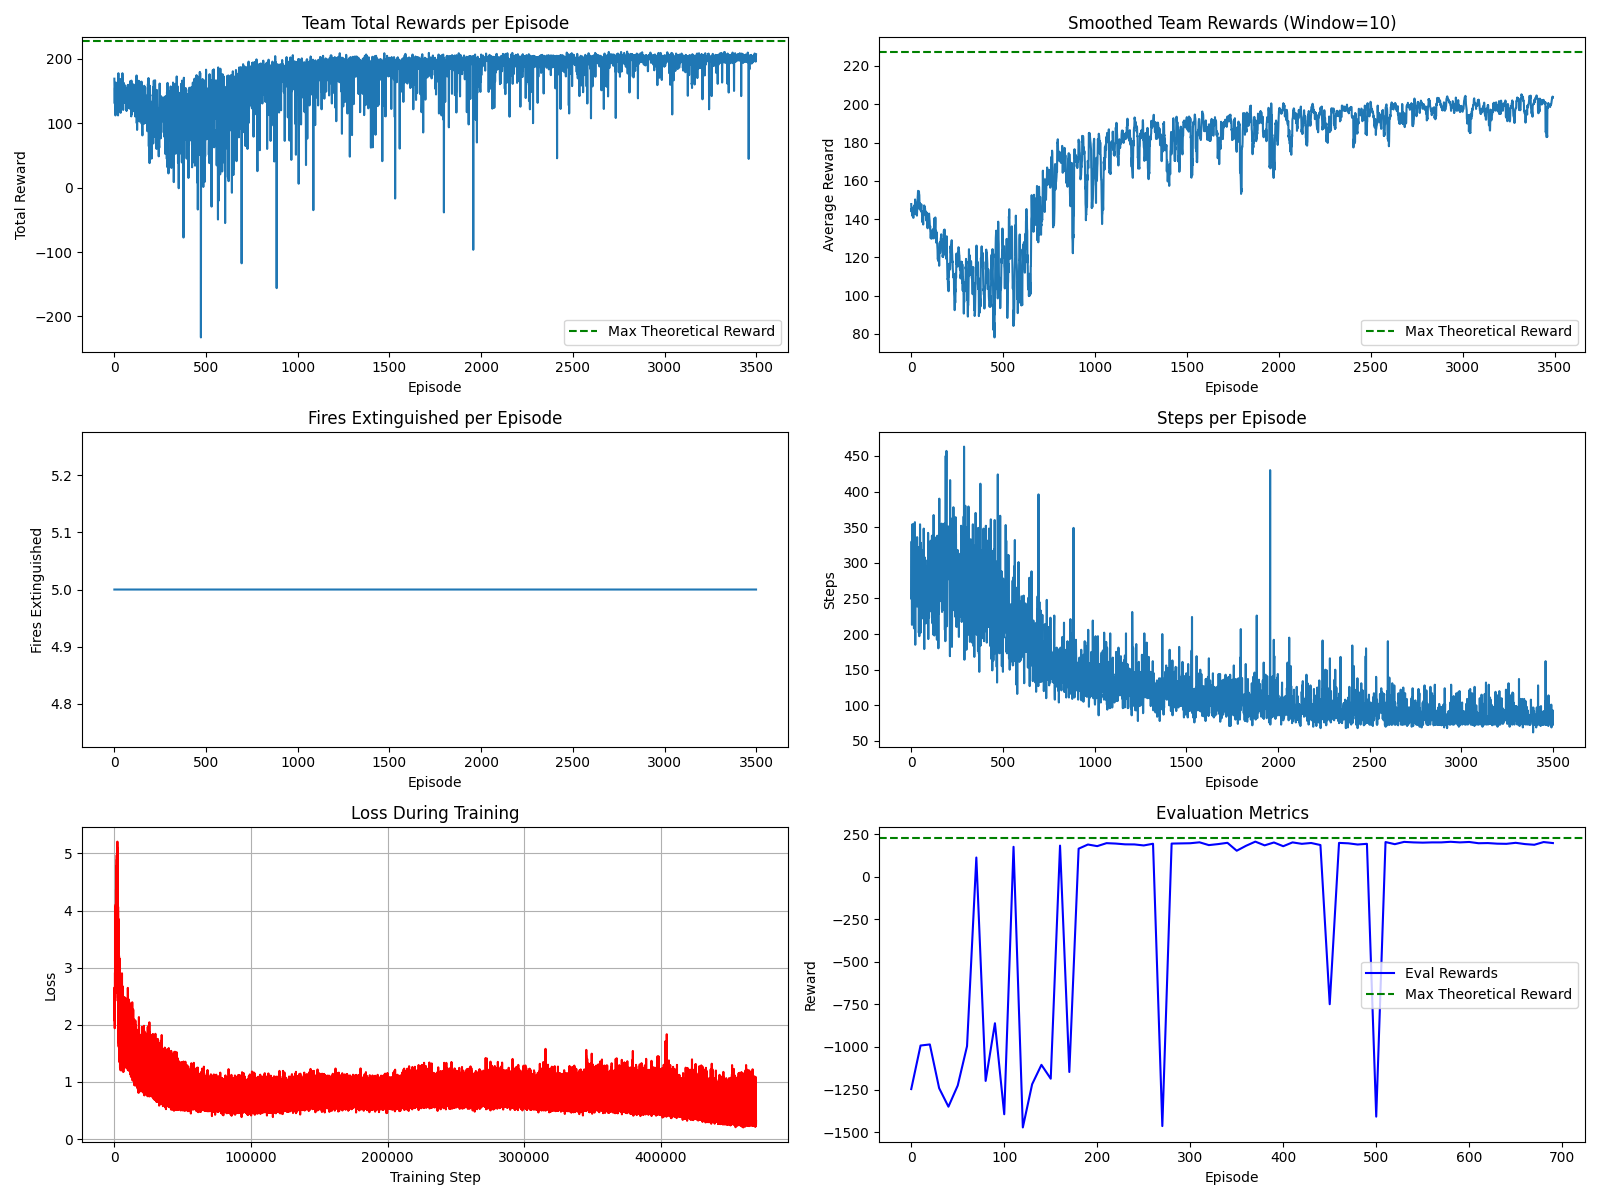 Team Total Rewards per Episode
Total Reward
200
100
0
−100
−200
0 500 1000 1500 2000 2500 3000 3500
Episode
Max Theoretical Reward
Smoothed Team Rewards (Window=10)
Average Reward
220
200
180
160
140
120
100
80
0 500 1000 1500 2000 2500 3000 3500
Episode
Max Theoretical Reward
Fires Extinguished per Episode
Fires Extinguished
5.2
5.1
5.0
4.9
4.8
0 500 1000 1500 2000 2500 3000 3500
Episode
Steps per Episode
Steps
450
400
350
300
250
200
150
100
50
0 500 1000 1500 2000 2500 3000 3500
Episode
Loss During Training
Loss
5
4
3
2
1
0
0 100000 200000 300000 400000
Training Step
Evaluation Metrics
Reward
250
0
−250
−500
−750
−1000
−1250
−1500
0 100 200 300 400 500 600 700
Episode
Eval Rewards
Max Theoretical Reward